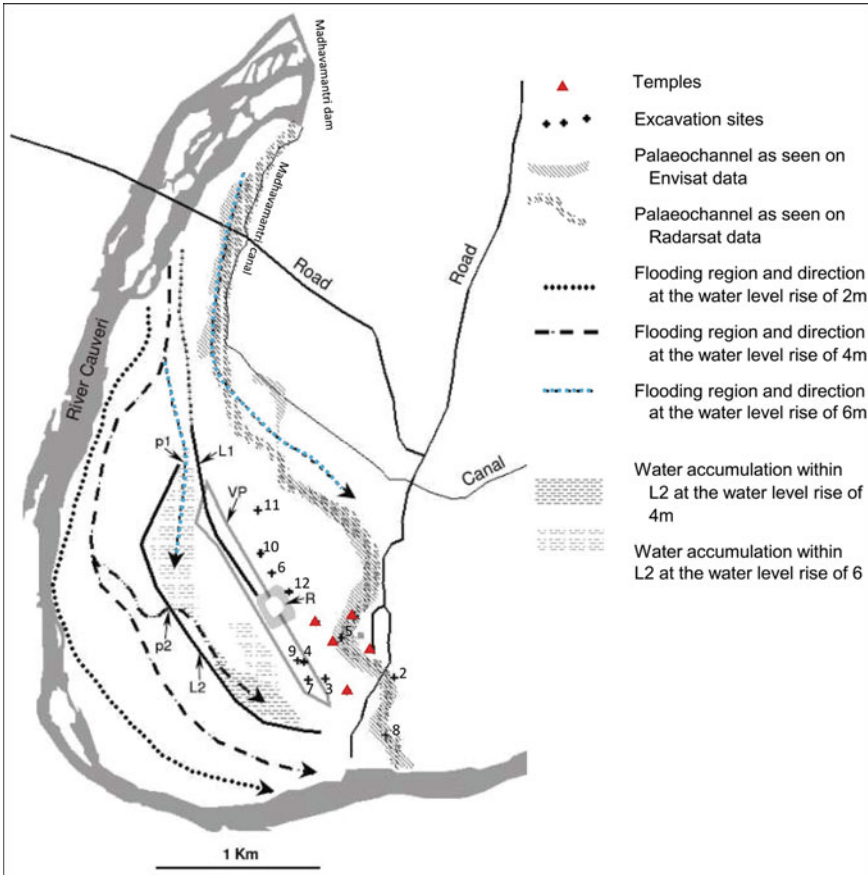 Madhavamantri dam
Madhavamantri canal
Road
Road
River Cauveri
Canal
p1
L1
VP
11
10
6
12
R
5
9
4
7
3
2
p2
L2
8
1 Km
Temples
Excavation sites
Palaeochannel as seen on
Envisat data
Palaeochannel as seen on
Radarsat data
Flooding region and direction
at the water level rise of 2m
Flooding region and direction
at the water level rise of 4m
Flooding region and direction
at the water level rise of 6m
Water accumulation within
L2 at the water level rise of
4m
Water accumulation within
L2 at the water level rise of 6